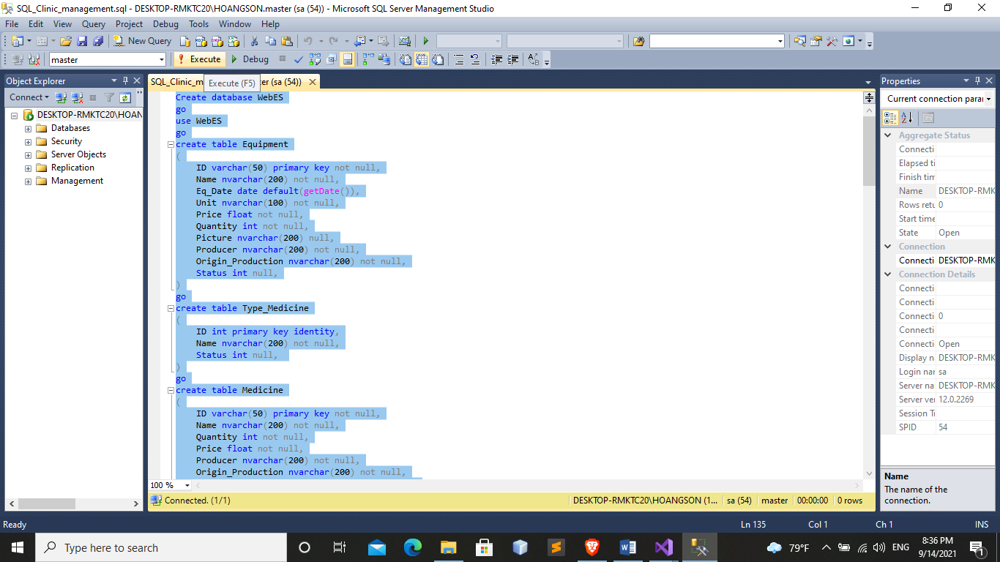 SQL_Clinic_management.sql - DESKTOP-RMKTC20\HOANGSON.master (sa (54)) - Microsoft SQL Server Management Studio
File Edit View Query Project Debug Tools Window Help
New Query
master Execute Debug
Object Explorer
Connect
DESKTOP-RMKTC20\HOAN
Databases
Security
Server Objects
Replication
Management
SQL_Clinic_m
ter (sa (54))
Execute (F5)
Create database WebES
go
use WebES
go
create table Equipment
(
ID varchar(50) primary key not null,
Name nvarchar(200) not null,
Eq_Date date default(getDate()),
Unit nvarchar(100) not null,
Price float not null,
Quantity int not null,
Picture nvarchar(200) null,
Producer nvarchar(200) not null,
Origin_Production nvarchar(200) not null,
Status int null,
)
go
create table Type_Medicine
(
ID int primary key identity,
Name nvarchar(200) not null,
Status int null,
)
go
create table Medicine
(
ID varchar(50) primary key not null,
Name nvarchar(200) not null,
Quantity int not null,
Price float not null,
Producer nvarchar(200) not null,
Origin_Production nvarchar(200) not null,
100 %
Connected. (1/1)
DESKTOP-RMKTC20\HOANGSON (1... sa (54) master 00:00:00 0 rows
Properties
Current connection para
Aggregate Status
Connecti
Elapsed ti
Finish tim
Name DESKTOP-RMK
Rows retu 0
Start time
State Open
Connection
Connecti DESKTOP-RMK
Connection Details
Connecti
Connecti
Connecti 0
Connecti
Connecti Open
Display n DESKTOP-RMK
Login nar sa
Server na DESKTOP-RMK
Server ver 12.0.2269
Session Tr
SPID 54
Name
The name of the
connection.
Ready
Ln 135 Col 1 Ch 1 INS
Type here to search
79°F
ENG
8:36 PM
9/14/2021
1